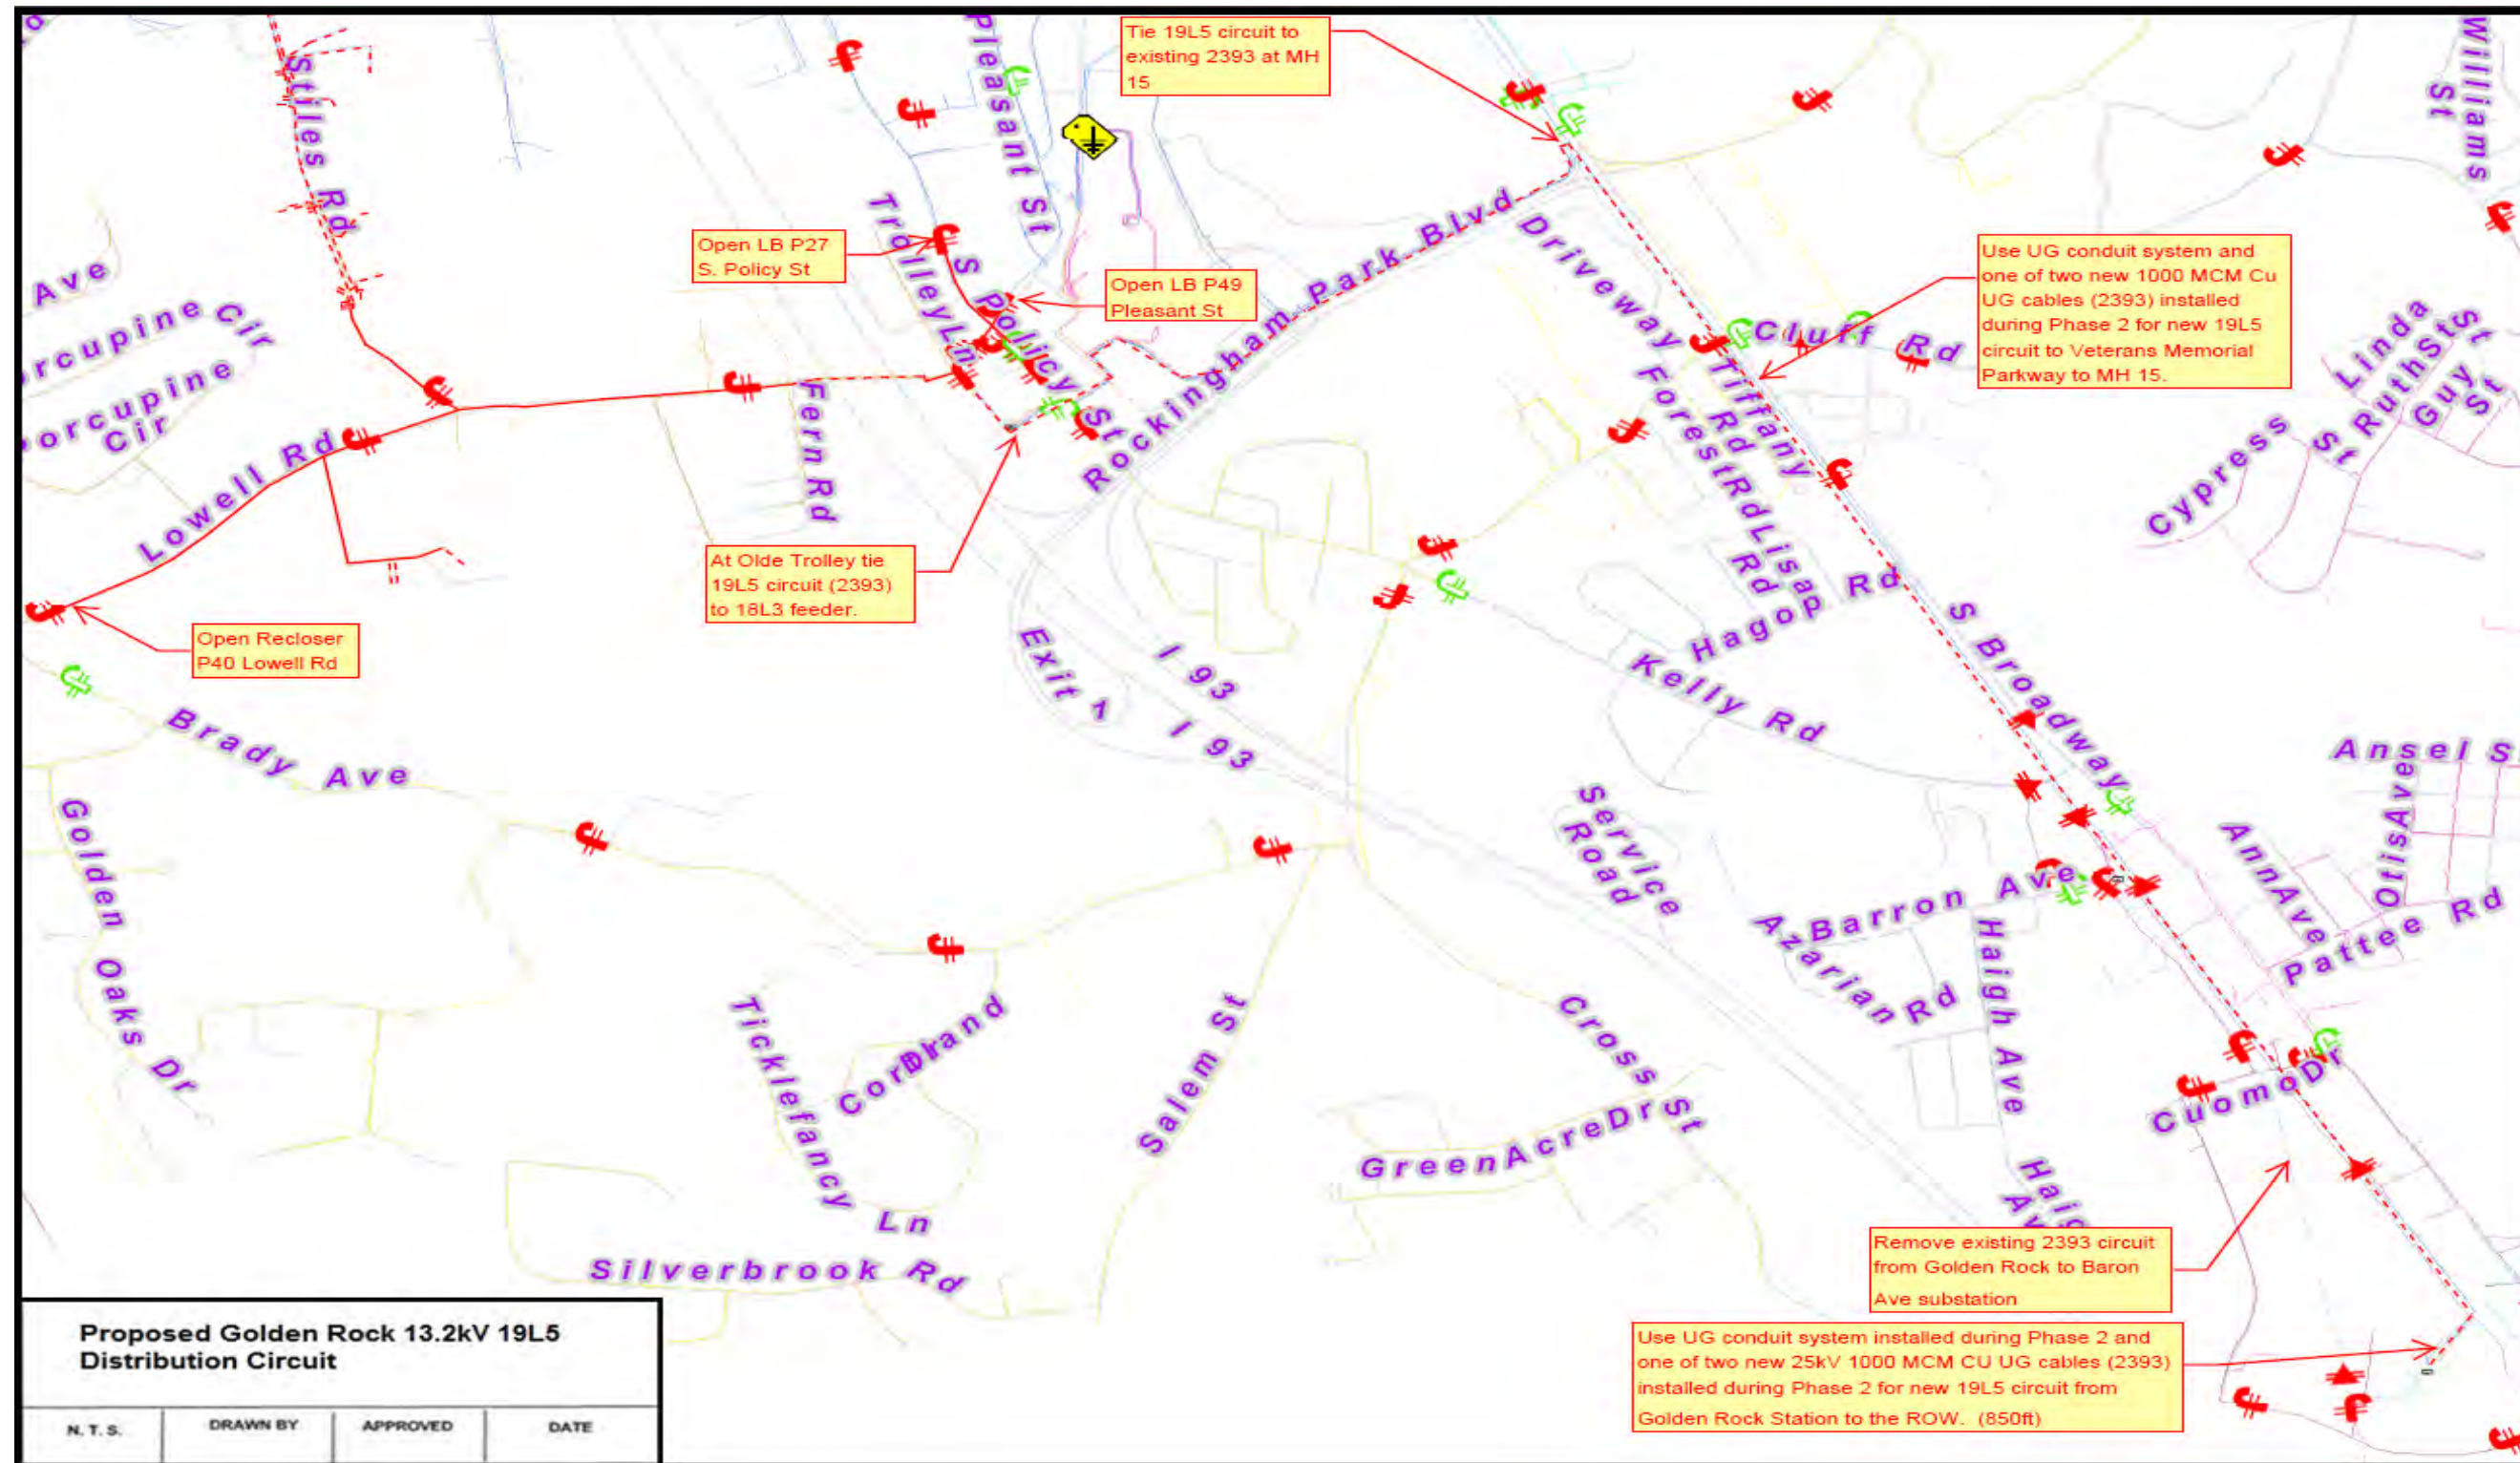 Tie 19L5 circuit to
existing 2393 at MH
15
Williams
St
Pleasant St
Stiles Rd
Open LB P27
S. Policy St
Trolley Ln
S Policy St
Open LB P49
Pleasant St
Rockingham Park Blvd
Driveway
Use UG conduit system and
one of two new 1000 MCM Cu
UG cables (2393) installed
during Phase 2 for new 19L5
circuit to Veterans Memorial
Parkway to MH 15.
Ave
orcupine Cir
orcupine
Cir
Lowell Rd
Fern Rd
Cluff Rd
Tiffany
Rd
Forest Rd
Lisap
Rd
Linda
St
Ruth St
Guy
St
Cypress
St
At Olde Trolley tie
19L5 circuit (2393)
to 18L3 feeder.
Open Recloser
P40 Lowell Rd
Exit 1
I 93
I 93
Hagop Rd
Kelly Rd
S Broadway
Brady Ave
Golden Oaks Dr
Service
Road
Ansel S
Otis Ave
Ann Ave
Pattee Rd
Barron Ave
Azarian Rd
Haigh Ave
Ticklefancy Ln
Salem St
Cross
St
Green Acre Dr
Cuomo Dr
Silverbrook Rd
Remove existing 2393 circuit
from Golden Rock to Baron
Ave substation
Use UG conduit system installed during Phase 2 and
one of two new 25kV 1000 MCM CU UG cables (2393)
installed during Phase 2 for new 19L5 circuit from
Golden Rock Station to the ROW. (850ft)
Proposed Golden Rock 13.2kV 19L5
Distribution Circuit
N. T. S. DRAWN BY APPROVED DATE